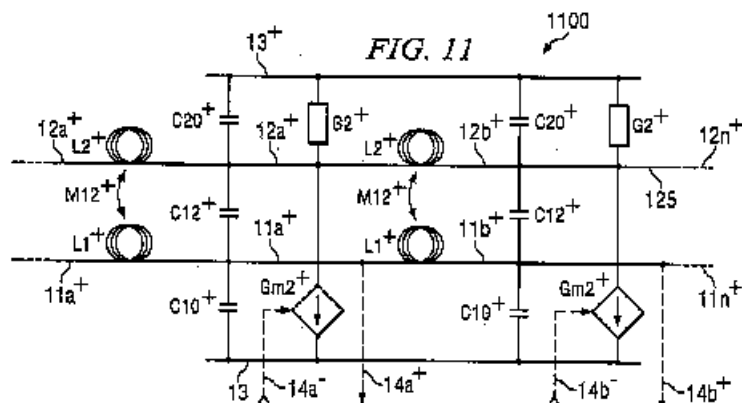 FIG. 11
1100
13+
C20+
G2+
C20+
G2+
12a+
L2+
12a+
L2+
12b+
12n+
125
M12+
C12+
M12+
C12+
L1+
11a+
L1+
11b+
11a+
11n+
C10+
Gm2+
C10+
Gm2+
13
14a-
14a+
14b-
14b+